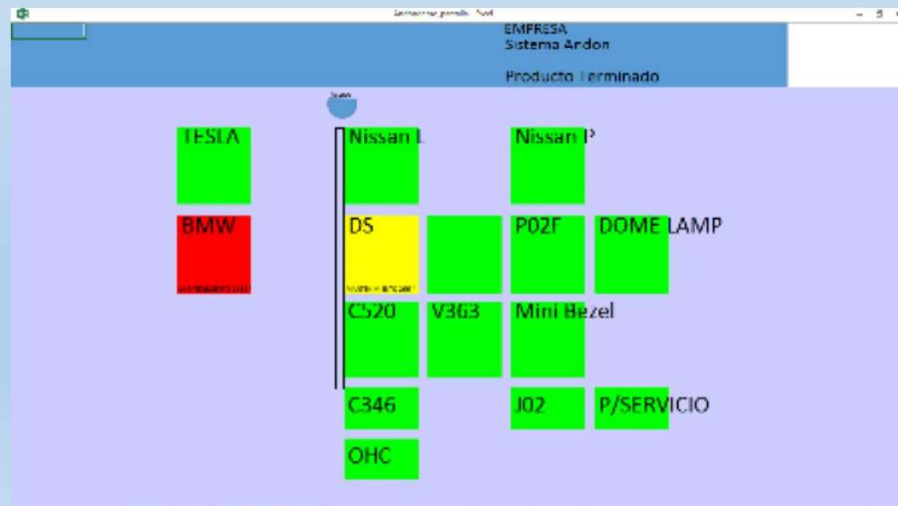 EMPRESA
Sistema Andon
Producto Terminado
TESLA
Nissan L
Nissan P
BMW
DS
P02F
DOME LAMP
C520
V363
Mini Bezel
C346
J02
P/SERVICIO
OHC